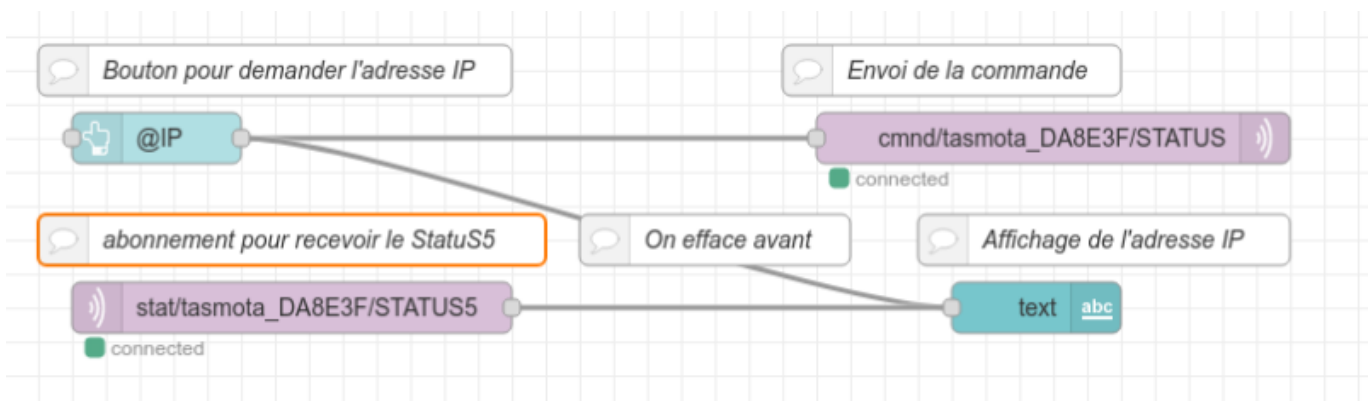 Bouton pour demander l'adresse IP
Envoi de la commande
@IP
cmnd/tasmota_DA8E3F/STATUS
connected
abonnement pour recevoir le StatuS5
On efface avant
Affichage de l'adresse IP
stat/tasmota_DA8E3F/STATUS5
text
abc
connected